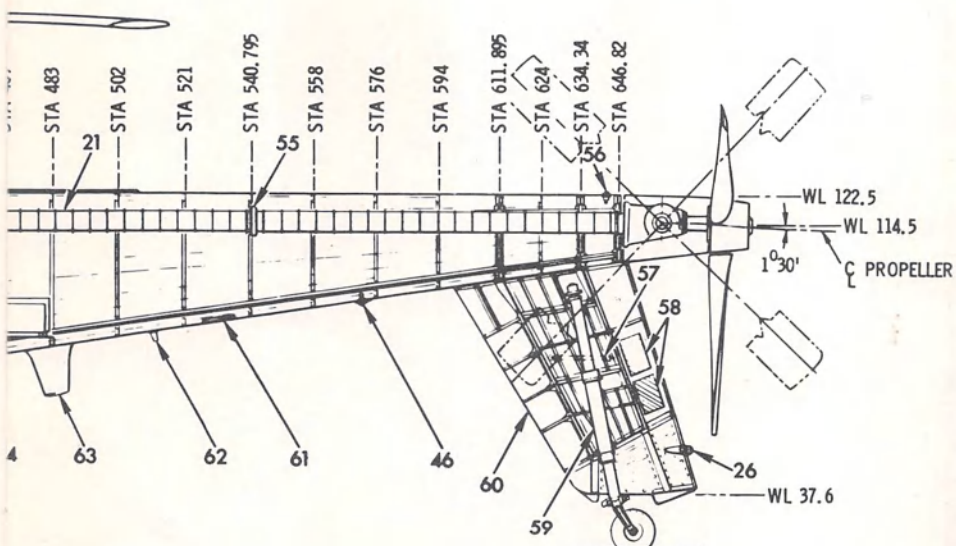 STA 483
STA 502
STA 521
STA 540.795
STA 558
STA 576
STA 594
STA 611.895
STA 624
STA 634.34
STA 646.82
21
55
56
WL 122.5
WL 114.5
1°30'
C
L PROPELLER
57
58
4
63
62
61
46
60
59
26
WL 37.6